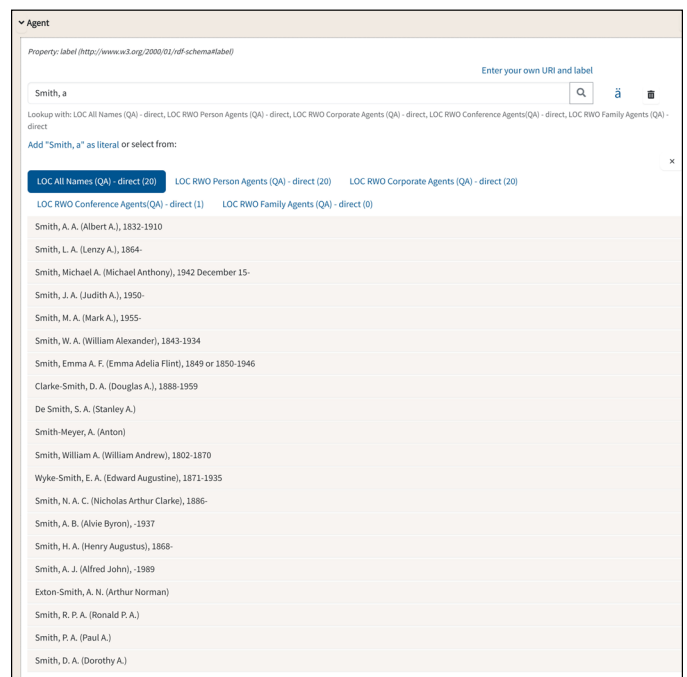 Agent
Property: label (http://www.w3.org/2000/01/rdf-schema#label)
Enter your own URI and label
Smith, a
ä
Lookup with: LOC All Names (QA) - direct, LOC RWO Person Agents (QA) - direct, LOC RWO Corporate Agents (QA) - direct, LOC RWO Conference Agents(QA) - direct, LOC RWO Family Agents (QA) -
direct
Add "Smith, a" as literal or select from:
×
LOC All Names (QA) - direct (20) LOC RWO Person Agents (QA) - direct (20) LOC RWO Corporate Agents (QA) - direct (20)
LOC RWO Conference Agents(QA) - direct (1) LOC RWO Family Agents (QA) - direct (0)
Smith, A. A. (Albert A.), 1832-1910
Smith, L. A. (Lenzy A.), 1864-
Smith, Michael A. (Michael Anthony), 1942 December 15-
Smith, J. A. (Judith A.), 1950-
Smith, M. A. (Mark A.), 1955-
Smith, W. A. (William Alexander), 1843-1934
Smith, Emma A. F. (Emma Adelia Flint), 1849 or 1850-1946
Clarke-Smith, D. A. (Douglas A.), 1888-1959
De Smith, S. A. (Stanley A.)
Smith-Meyer, A. (Anton)
Smith, William A. (William Andrew), 1802-1870
Wyke-Smith, E. A. (Edward Augustine), 1871-1935
Smith, N. A. C. (Nicholas Arthur Clarke), 1886-
Smith, A. B. (Alvie Byron), -1937
Smith, H. A. (Henry Augustus), 1868-
Smith, A. J. (Alfred John), -1989
Exton-Smith, A. N. (Arthur Norman)
Smith, R. P. A. (Ronald P. A.)
Smith, P. A. (Paul A.)
Smith, D. A. (Dorothy A.)